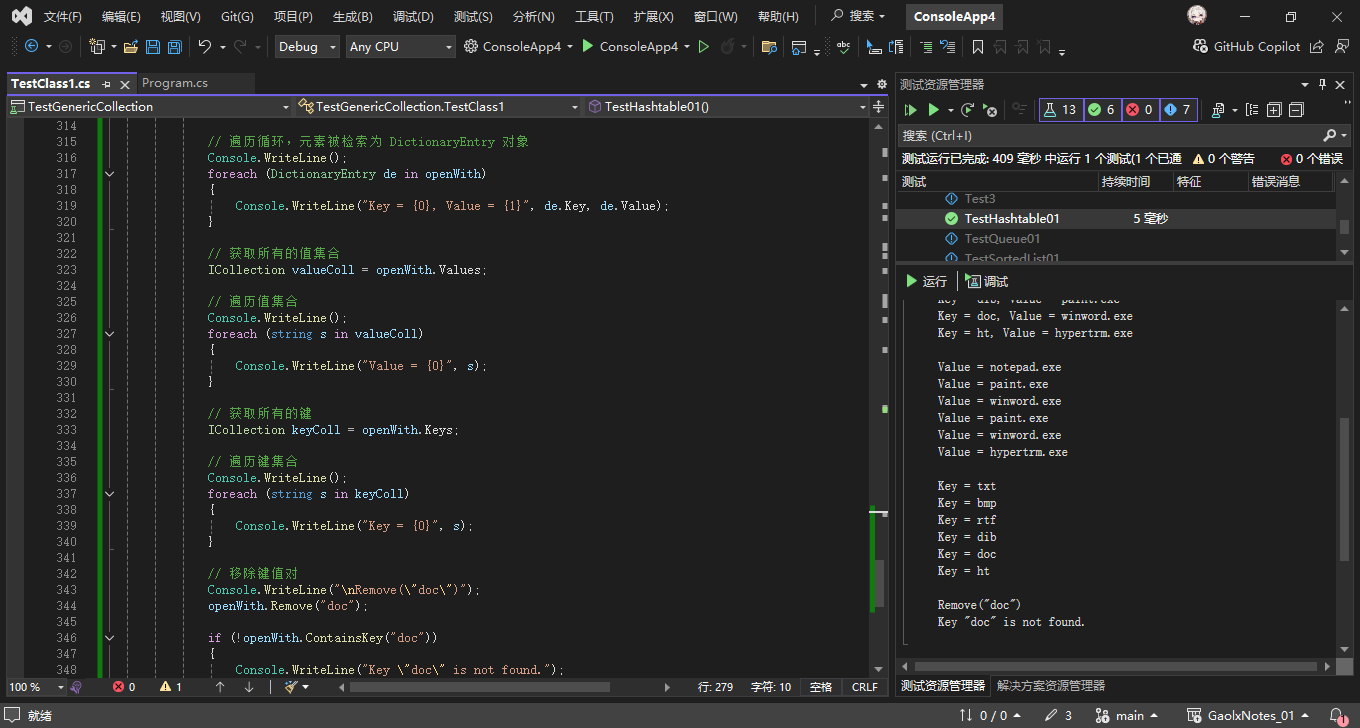 文件(F) 编辑(E) 视图(V) Git(G) 项目(P) 生成(B) 调试(D) 测试(S) 分析(N) 工具(T) 扩展(X) 窗口(W) 帮助(H) 搜索 ConsoleApp4
Debug Any CPU ConsoleApp4 ConsoleApp4 GitHub Copilot
TestClass1.cs Program.cs
TestGenericCollection TestGenericCollection.TestClass1 TestHashtable01()
314
315 // 遍历循环，元素被检索为 DictionaryEntry 对象
316 Console.WriteLine();
317 foreach (DictionaryEntry de in openWith)
318 {
319 Console.WriteLine("Key = {0}, Value = {1}", de.Key, de.Value);
320 }
321
322 // 获取所有的值集合
323 ICollection valueColl = openWith.Values;
324
325 // 遍历值集合
326 Console.WriteLine();
327 foreach (string s in valueColl)
328 {
329 Console.WriteLine("Value = {0}", s);
330 }
331
332 // 获取所有的键
333 ICollection keyColl = openWith.Keys;
334
335 // 遍历键集合
336 Console.WriteLine();
337 foreach (string s in keyColl)
338 {
339 Console.WriteLine("Key = {0}", s);
340 }
341
342 // 移除键值对
343 Console.WriteLine("\nRemove(\"doc\")");
344 openWith.Remove("doc");
345
346 if (!openWith.ContainsKey("doc"))
347 {
348 Console.WriteLine("Key \"doc\" is not found.");
100 % 0 1 行: 279 字符: 10 空格 CRLF
测试资源管理器
13 6 0 7
搜索 (Ctrl+I)
测试运行已完成: 409 毫秒 中运行 1 个测试(1 个已通 0 个警告 0 个错误
测试 持续时间 特征 错误消息
Test3
TestHashtable01 5 毫秒
TestQueue01
TestSortedList01
运行 调试
Key = dib, Value = paint.exe
Key = doc, Value = winword.exe
Key = ht, Value = hypertrm.exe
Value = notepad.exe
Value = paint.exe
Value = winword.exe
Value = paint.exe
Value = winword.exe
Value = hypertrm.exe
Key = txt
Key = bmp
Key = rtf
Key = dib
Key = doc
Key = ht
Remove("doc")
Key "doc" is not found.
测试资源管理器 解决方案资源管理器
就绪 0 / 0 3 main GaolxNotes_01 1